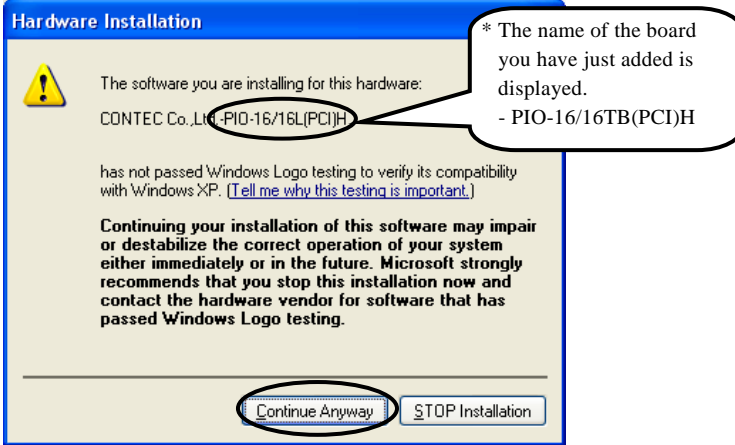 Hardware Installation
* The name of the board
you have just added is
displayed.
- PIO-16/16TB(PCI)H
The software you are installing for this hardware:
CONTEC Co.,Ltd.-PIO-16/16L(PCI)H
has not passed Windows Logo testing to verify its compatibility
with Windows XP. (Tell me why this testing is important.)
Continuing your installation of this software may impair
or destabilize the correct operation of your system
either immediately or in the future. Microsoft strongly
recommends that you stop this installation now and
contact the hardware vendor for software that has
passed Windows Logo testing.
Continue Anyway
STOP Installation